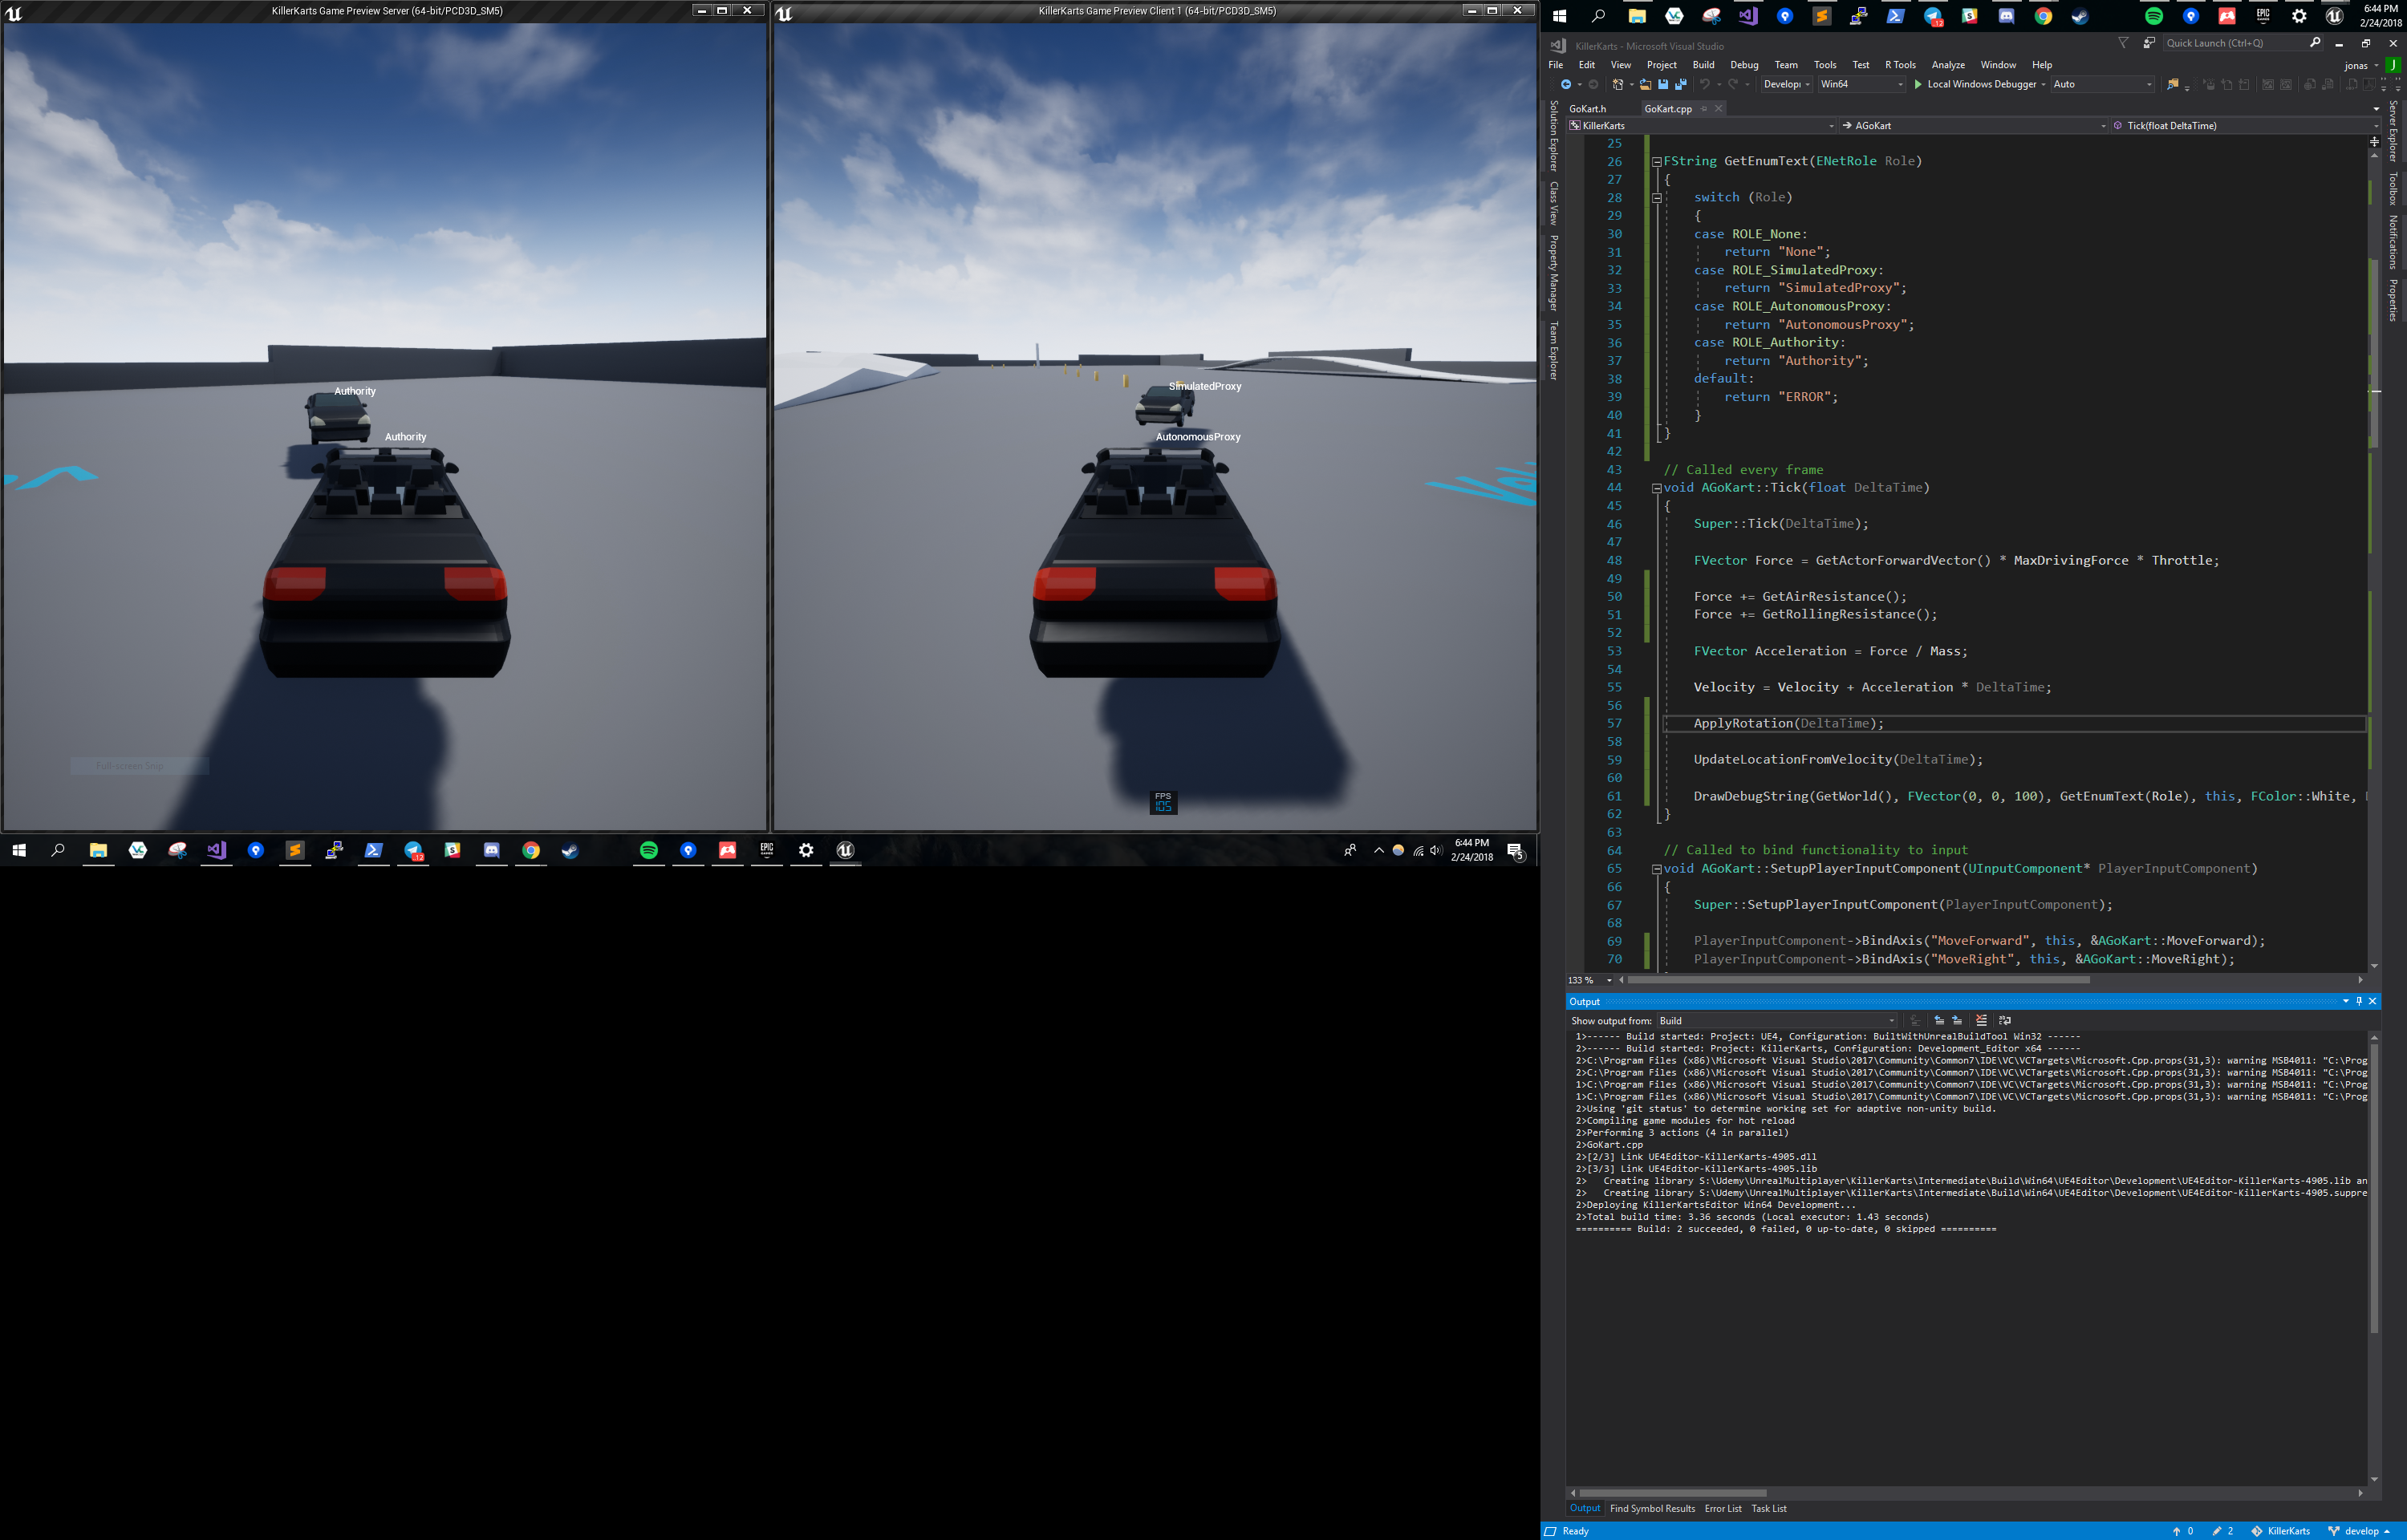 KillerKarts Game Preview Server (64-bit/PCD3D_SM5)
Authority
Authority
Full-screen Snip
KillerKarts Game Preview Client 1 (64-bit/PCD3D_SM5)
SimulatedProxy
AutonomousProxy
FPS
105
12
EPIC
GAMES
6:44 PM
2/24/2018
5
12
EPIC
GAMES
6:44 PM
2/24/2018
KillerKarts - Microsoft Visual Studio
Quick Launch (Ctrl+Q)
File Edit View Project Build Debug Team Tools Test R Tools Analyze Window Help
jonas J
Develop Win64 Local Windows Debugger Auto
GoKart.h GoKart.cpp
KillerKarts AGoKart Tick(float DeltaTime)
Solution Explorer
Class View
Property Manager
Team Explorer
Server Explorer
Toolbox
Notifications
Properties
25
26 FString GetEnumText(ENetRole Role)
27 {
28 switch (Role)
29 {
30 case ROLE_None:
31 return "None";
32 case ROLE_SimulatedProxy:
33 return "SimulatedProxy";
34 case ROLE_AutonomousProxy:
35 return "AutonomousProxy";
36 case ROLE_Authority:
37 return "Authority";
38 default:
39 return "ERROR";
40 }
41 }
42
43 // Called every frame
44 void AGoKart::Tick(float DeltaTime)
45 {
46 Super::Tick(DeltaTime);
47
48 FVector Force = GetActorForwardVector() * MaxDrivingForce * Throttle;
49
50 Force += GetAirResistance();
51 Force += GetRollingResistance();
52
53 FVector Acceleration = Force / Mass;
54
55 Velocity = Velocity + Acceleration * DeltaTime;
56
57 ApplyRotation(DeltaTime);
58
59 UpdateLocationFromVelocity(DeltaTime);
60
61 DrawDebugString(GetWorld(), FVector(0, 0, 100), GetEnumText(Role), this, FColor::White,
62 }
63
64 // Called to bind functionality to input
65 void AGoKart::SetupPlayerInputComponent(UInputComponent* PlayerInputComponent)
66 {
67 Super::SetupPlayerInputComponent(PlayerInputComponent);
68
69 PlayerInputComponent->BindAxis("MoveForward", this, &AGoKart::MoveForward);
70 PlayerInputComponent->BindAxis("MoveRight", this, &AGoKart::MoveRight);
133 %
Output
Show output from: Build
1>------ Build started: Project: UE4, Configuration: BuiltWithUnrealBuildTool Win32 ------
2>------ Build started: Project: KillerKarts, Configuration: Development_Editor x64 ------
2>C:\Program Files (x86)\Microsoft Visual Studio\2017\Community\Common7\IDE\VC\VCTargets\Microsoft.Cpp.props(31,3): warning MSB4011: "C:\Prog
2>C:\Program Files (x86)\Microsoft Visual Studio\2017\Community\Common7\IDE\VC\VCTargets\Microsoft.Cpp.props(31,3): warning MSB4011: "C:\Prog
1>C:\Program Files (x86)\Microsoft Visual Studio\2017\Community\Common7\IDE\VC\VCTargets\Microsoft.Cpp.props(31,3): warning MSB4011: "C:\Prog
1>C:\Program Files (x86)\Microsoft Visual Studio\2017\Community\Common7\IDE\VC\VCTargets\Microsoft.Cpp.props(31,3): warning MSB4011: "C:\Prog
2>Using 'git status' to determine working set for adaptive non-unity build.
2>Compiling game modules for hot reload
2>Performing 3 actions (4 in parallel)
2>GoKart.cpp
2>[2/3] Link UE4Editor-KillerKarts-4905.dll
2>[3/3] Link UE4Editor-KillerKarts-4905.lib
2> Creating library S:\Udemy\UnrealMultiplayer\KillerKarts\Intermediate\Build\Win64\UE4Editor\Development\UE4Editor-KillerKarts-4905.lib an
2> Creating library S:\Udemy\UnrealMultiplayer\KillerKarts\Intermediate\Build\Win64\UE4Editor\Development\UE4Editor-KillerKarts-4905.suppre
2>Deploying KillerKartsEditor Win64 Development...
2>Total build time: 3.36 seconds (Local executor: 1.43 seconds)
========== Build: 2 succeeded, 0 failed, 0 up-to-date, 0 skipped ==========
Output Find Symbol Results Error List Task List
Ready 0 2 KillerKarts develop